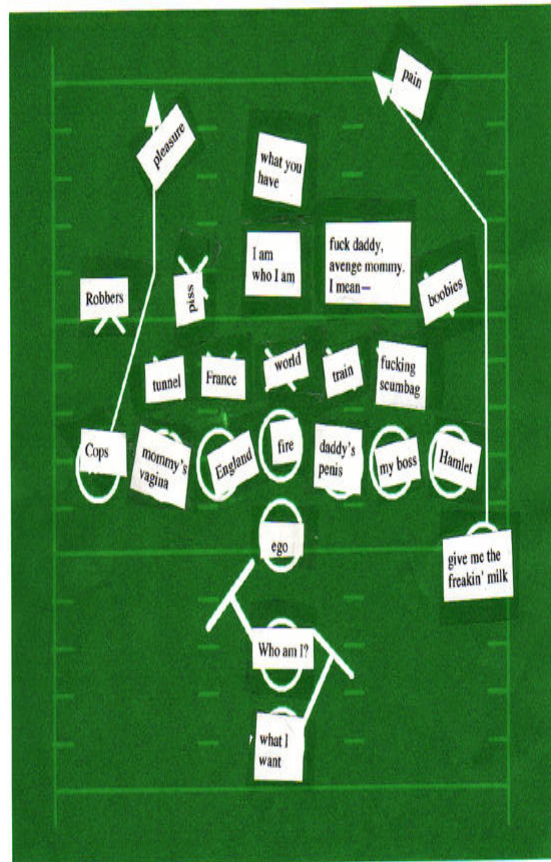 pain
pleasure
what you
have
I am
who I am
fuck daddy,
avenge mommy.
I mean—
Robbers
piss
boobies
tunnel
France
world
train
fucking
scumbag
Cops
mommy's
vagina
England
fire
daddy's
penis
my boss
Hamlet
ego
give me the
freakin' milk
Who am I?
what I
want